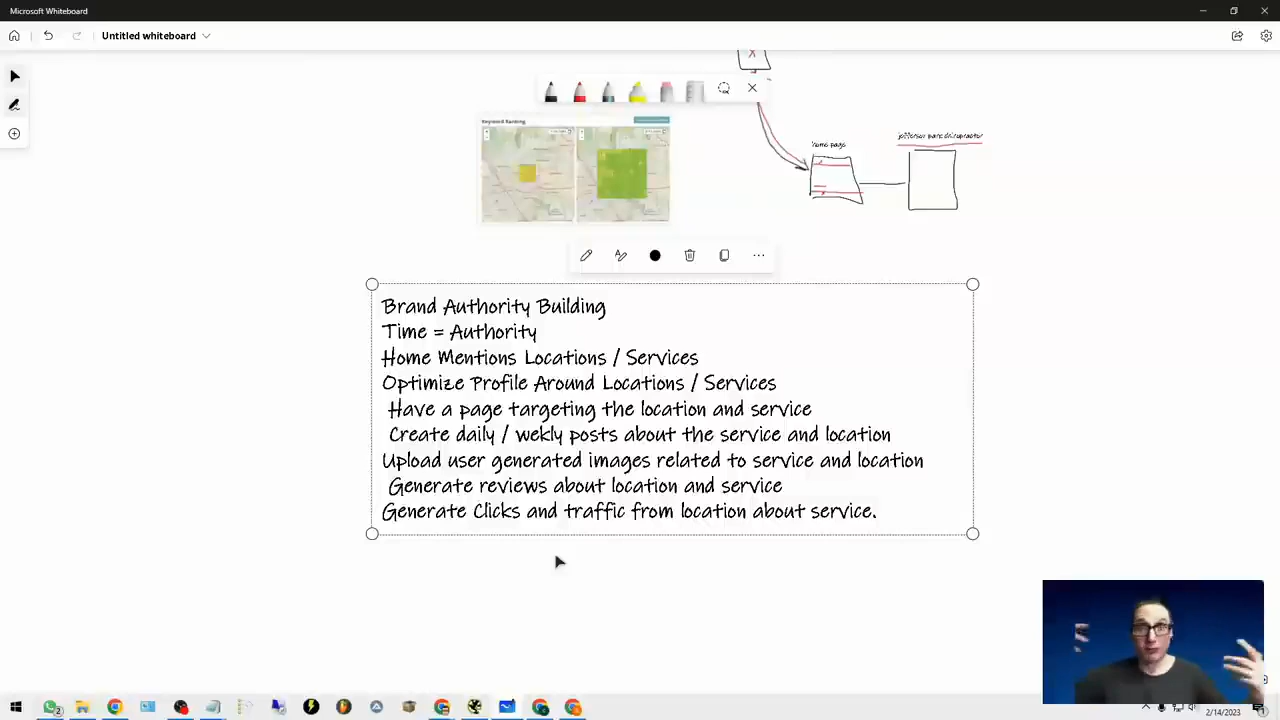 Microsoft Whiteboard
Untitled whiteboard
Keyword Ranking
home page
jefferson park chiropractor
Brand Authority Building
Time = Authority
Home Mentions Locations / Services
Optimize Profile Around Locations / Services
Have a page targeting the location and service
Create daily / wekly posts about the service and location
Upload user generated images related to service and location
Generate reviews about location and service
Generate Clicks and traffic from location about service.
2/14/2023